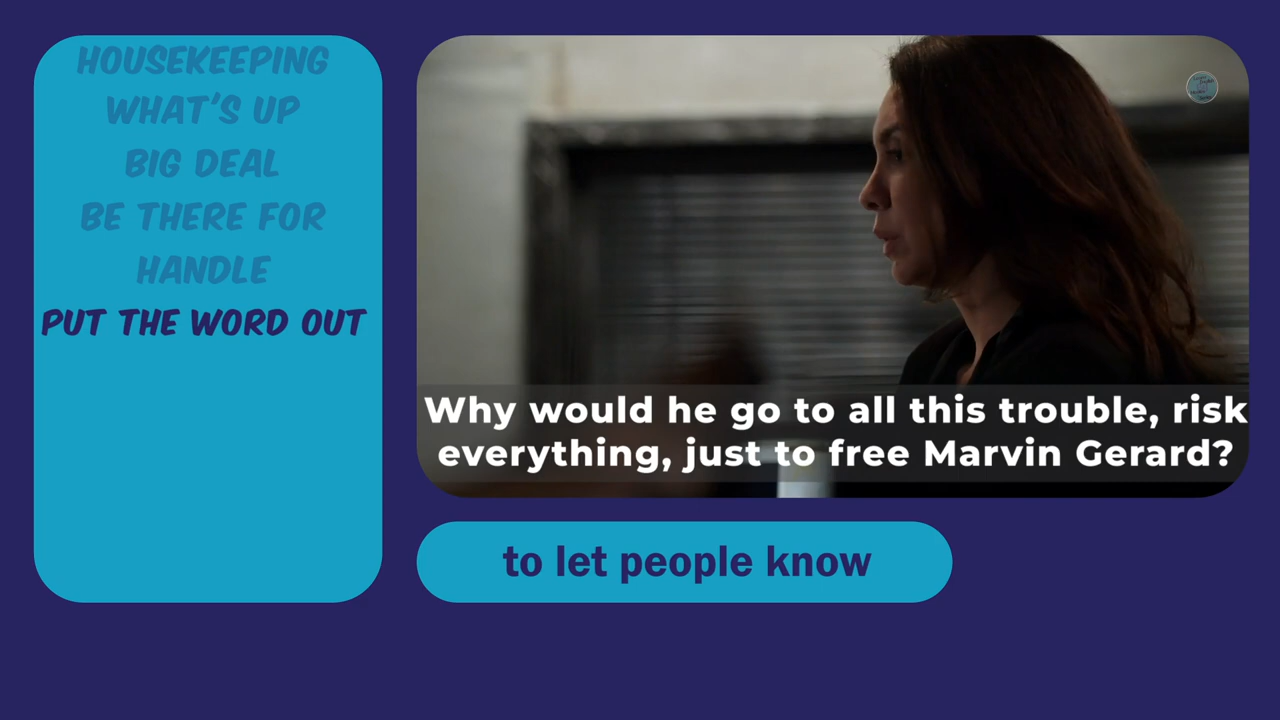 HOUSEKEEPING
WHAT'S UP
BIG DEAL
BE THERE FOR
HANDLE
PUT THE WORD OUT
Why would he go to all this trouble, risk
everything, just to free Marvin Gerard?
to let people know